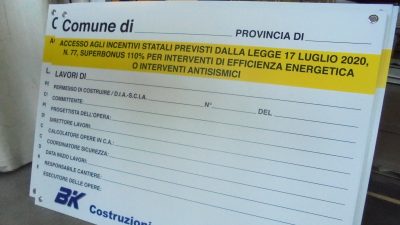 C Comune di PROVINCIA DI
A ACCESSO AGLI INCENTIVI STATALI PREVISTI DALLA LEGGE 17 LUGLIO 2020,
N. 77, SUPERBONUS 110% PER INTERVENTI DI EFFICIENZA ENERGETICA
O INTERVENTI ANTISISMICI
L LAVORI DI
PERMESSO DI COSTRUIRE / D.I.A.-S.C.I.A. N°. DEL
COMMITTENTE:
PROGETTISTA DELL'OPERA:
DIRETTORE LAVORI:
CALCOLATORE OPERE IN C.A.:
COORDINATORE SICUREZZA:
DATA INIZIO LAVORI:
RESPONSABILE CANTIERE:
ESECUTORE DELLE OPERE:
BK Costruzioni